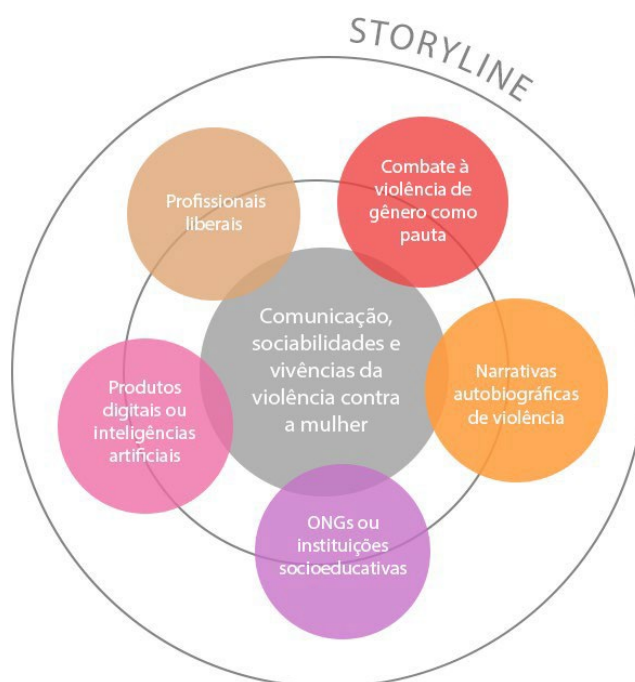 STORYLINE
Combate à
violência de
gênero como
pauta
Profissionais
liberais
Comunicação,
sociabilidades e
vivências da
violência contra
a mulher
Narrativas
autobiográficas
de violência
Produtos
digitais ou
inteligências
artificiais
ONGs ou
instituições
socioeducativas